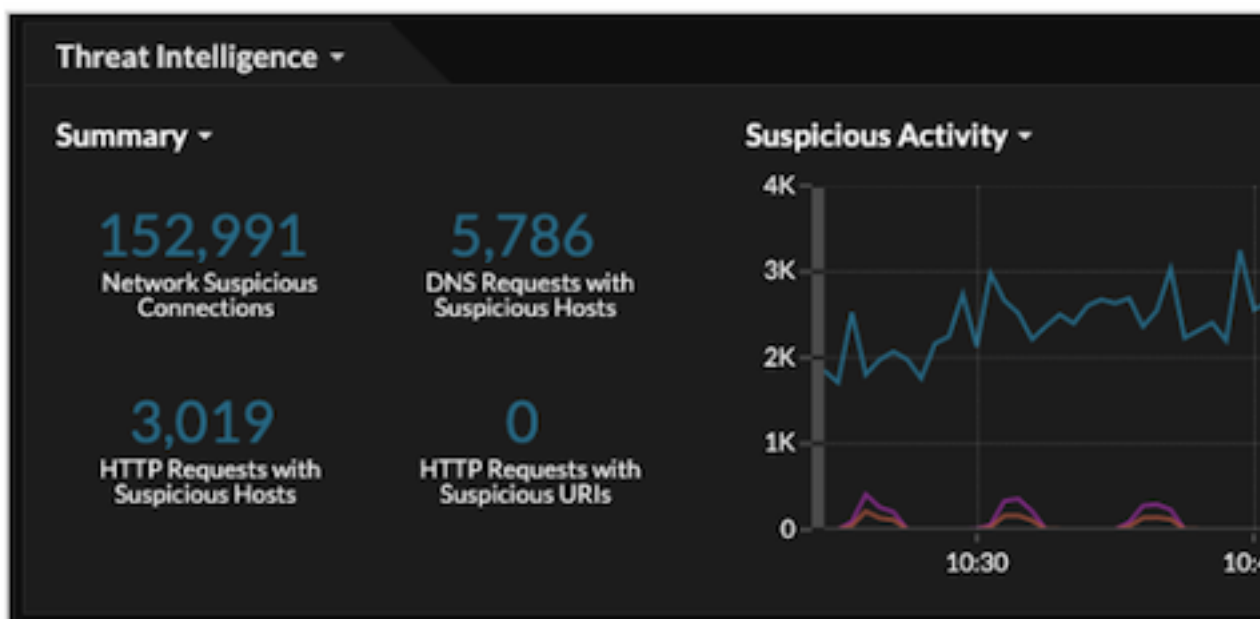 Threat Intelligence
Summary
152,991
Network Suspicious
Connections
5,786
DNS Requests with
Suspicious Hosts
3,019
HTTP Requests with
Suspicious Hosts
0
HTTP Requests with
Suspicious URIs
Suspicious Activity
4K
3K
2K
1K
0
10:30